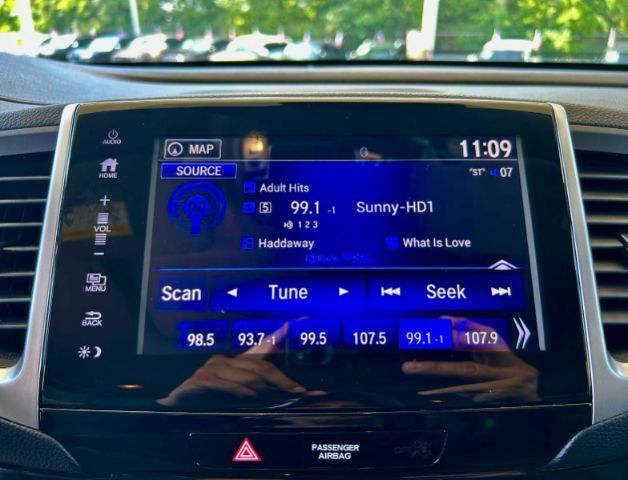 AUDIO
MAP 11:09
HOME
SOURCE "ST" 07
Adult Hits
+
5 99.1 -1 Sunny-HD1
VOL
1 2 3
−
Haddaway What Is Love
MENU
Scan Tune Seek
BACK
98.5 93.7-1 99.5 107.5 99.1-1 107.9
PASSENGER
AIRBAG